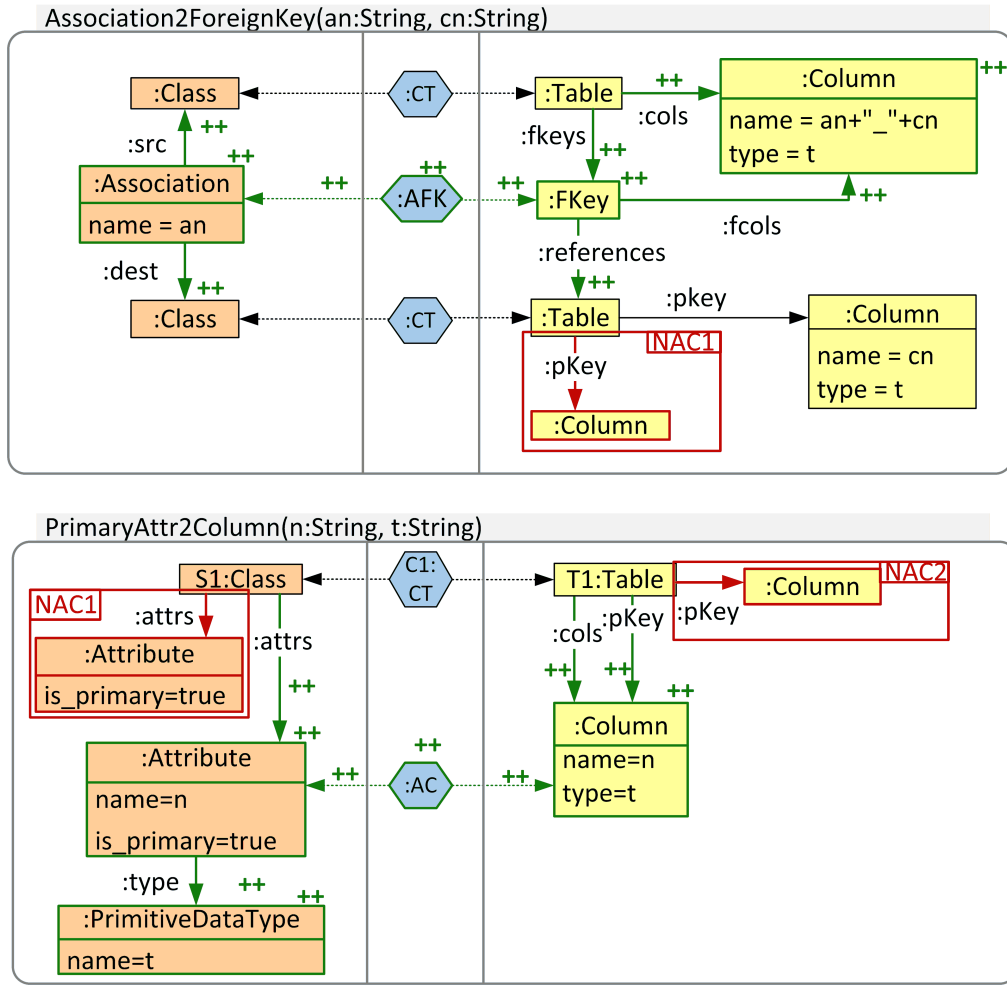 Association2ForeignKey(an:String, cn:String)
:Class
:CT
:Table
++
:cols
:Column
++
name = an+"_"+cn
type = t
:src
++
:fkeys
++
++
:Association
name = an
++
++
:AFK
++
++
:FKey
++
:fcols
:dest
++
:references
++
:Class
:CT
:Table
:pkey
:Column
name = cn
type = t
NAC1
:pKey
:Column
PrimaryAttr2Column(n:String, t:String)
S1:Class
C1:
CT
T1:Table
NAC2
:Column
:pKey
NAC1
:attrs
:Attribute
is_primary=true
:attrs
++
:cols
:pKey
++
++
++
:Column
name=n
type=t
++
:Attribute
name=n
is_primary=true
++
++
:AC
++
:type
++
++
:PrimitiveDataType
name=t